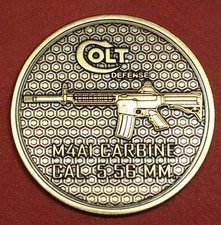 COLT
DEFENSE
M4A1 CARBINE
CAL. 5.56 MM.